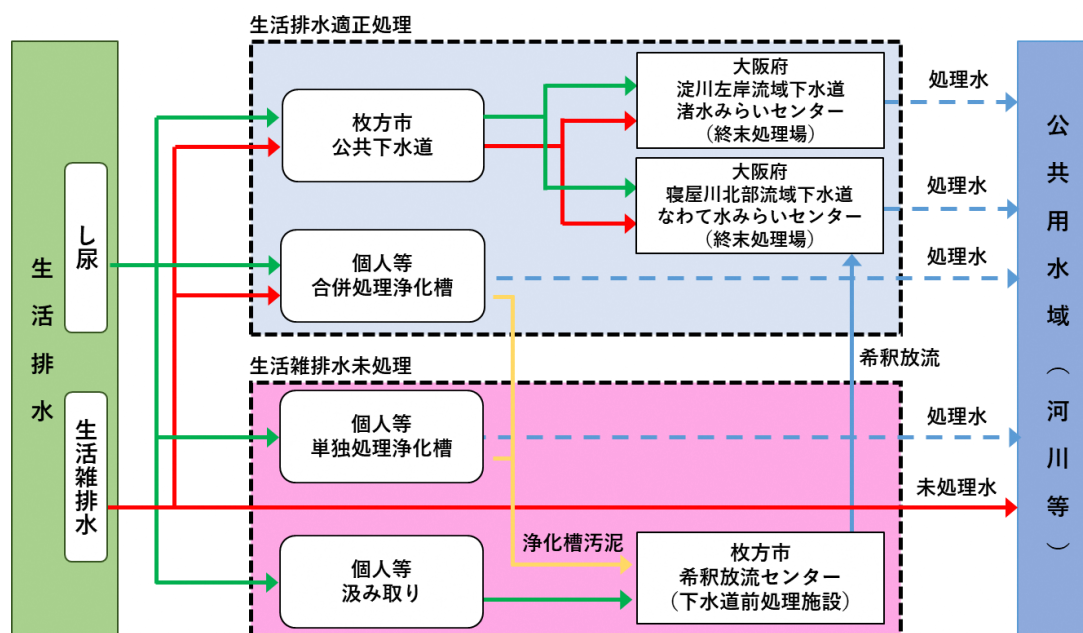 生活排水適正処理
生活排水
し尿
生活雑排水
枚方市
公共下水道
個人等
合併処理浄化槽
大阪府
淀川左岸流域下水道
渚水みらいセンター
（終末処理場）
大阪府
寝屋川北部流域下水道
なわて水みらいセンター
（終末処理場）
処理水
処理水
処理水
希釈放流
生活雑排水未処理
個人等
単独処理浄化槽
処理水
未処理水
浄化槽汚泥
個人等
汲み取り
枚方市
希釈放流センター
（下水道前処理施設）
公共用水域（河川等）